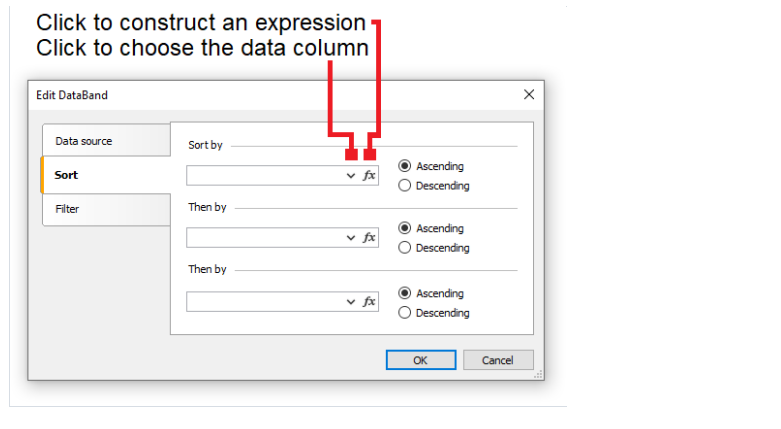 Click to construct an expression
Click to choose the data column
Edit DataBand
Data source
Sort
Filter
Sort by
fx
Ascending
Descending
Then by
fx
Ascending
Descending
Then by
fx
Ascending
Descending
OK
Cancel